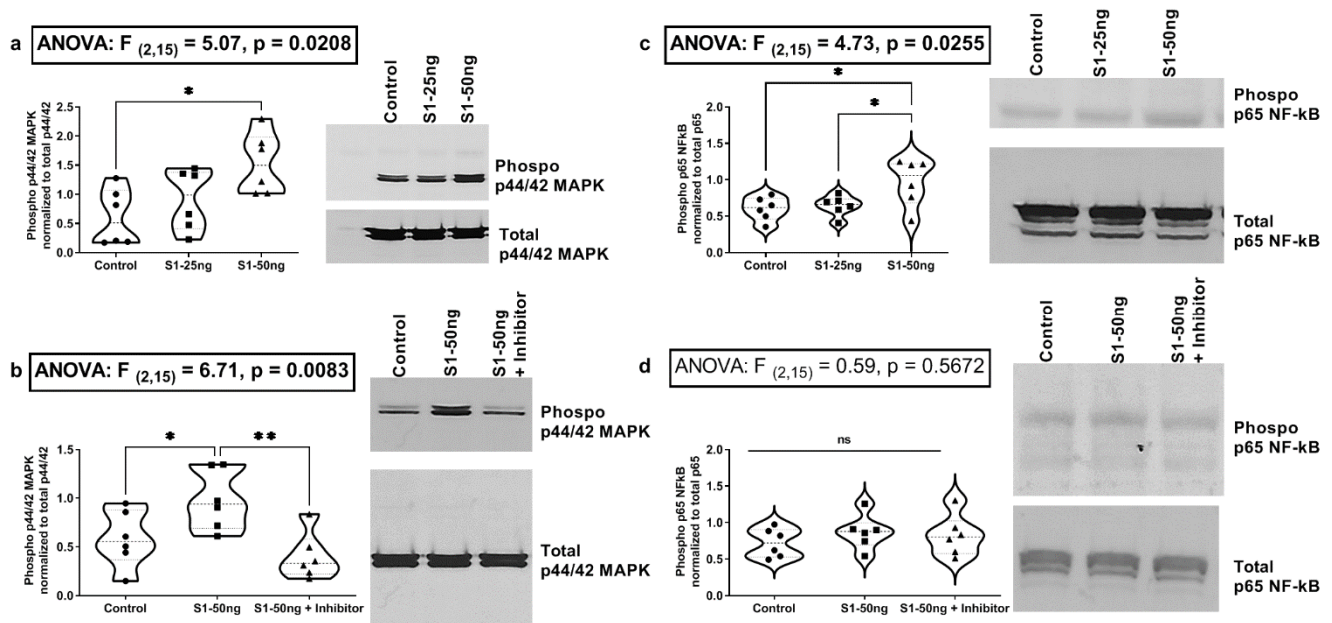 a
ANOVA: F (2,15) = 5.07, p = 0.0208
Phospho p44/42 MAPK
normalized to total p44/42
2.5
2.0
1.5
1.0
0.5
0.0
*
Control
S1-25ng
S1-50ng
Control
S1-25ng
S1-50ng
Phospo
p44/42 MAPK
Total
p44/42 MAPK
c
ANOVA: F (2,15) = 4.73, p = 0.0255
Phospho p65 NFkB
normalized to total p65
2.0
1.5
1.0
0.5
0.0
*
*
Control
S1-25ng
S1-50ng
Control
S1-25ng
S1-50ng
Phospo
p65 NF-kB
Total
p65 NF-kB
b
ANOVA: F (2,15) = 6.71, p = 0.0083
Phospho p44/42 MAPK
normalized to total p44/42
1.5
1.0
0.5
0.0
*
**
Control
S1-50ng
S1-50ng + Inhibitor
Control
S1-50ng
S1-50ng
+ Inhibitor
Phospo
p44/42 MAPK
Total
p44/42 MAPK
d
ANOVA: F (2,15) = 0.59, p = 0.5672
Phospho p65 NFkB
normalized to total p65
2.0
1.5
1.0
0.5
0.0
ns
Control
S1-50ng
S1-50ng + Inhibitor
Control
S1-50ng
S1-50ng
+ Inhibitor
Phospo
p65 NF-kB
Total
p65 NF-kB